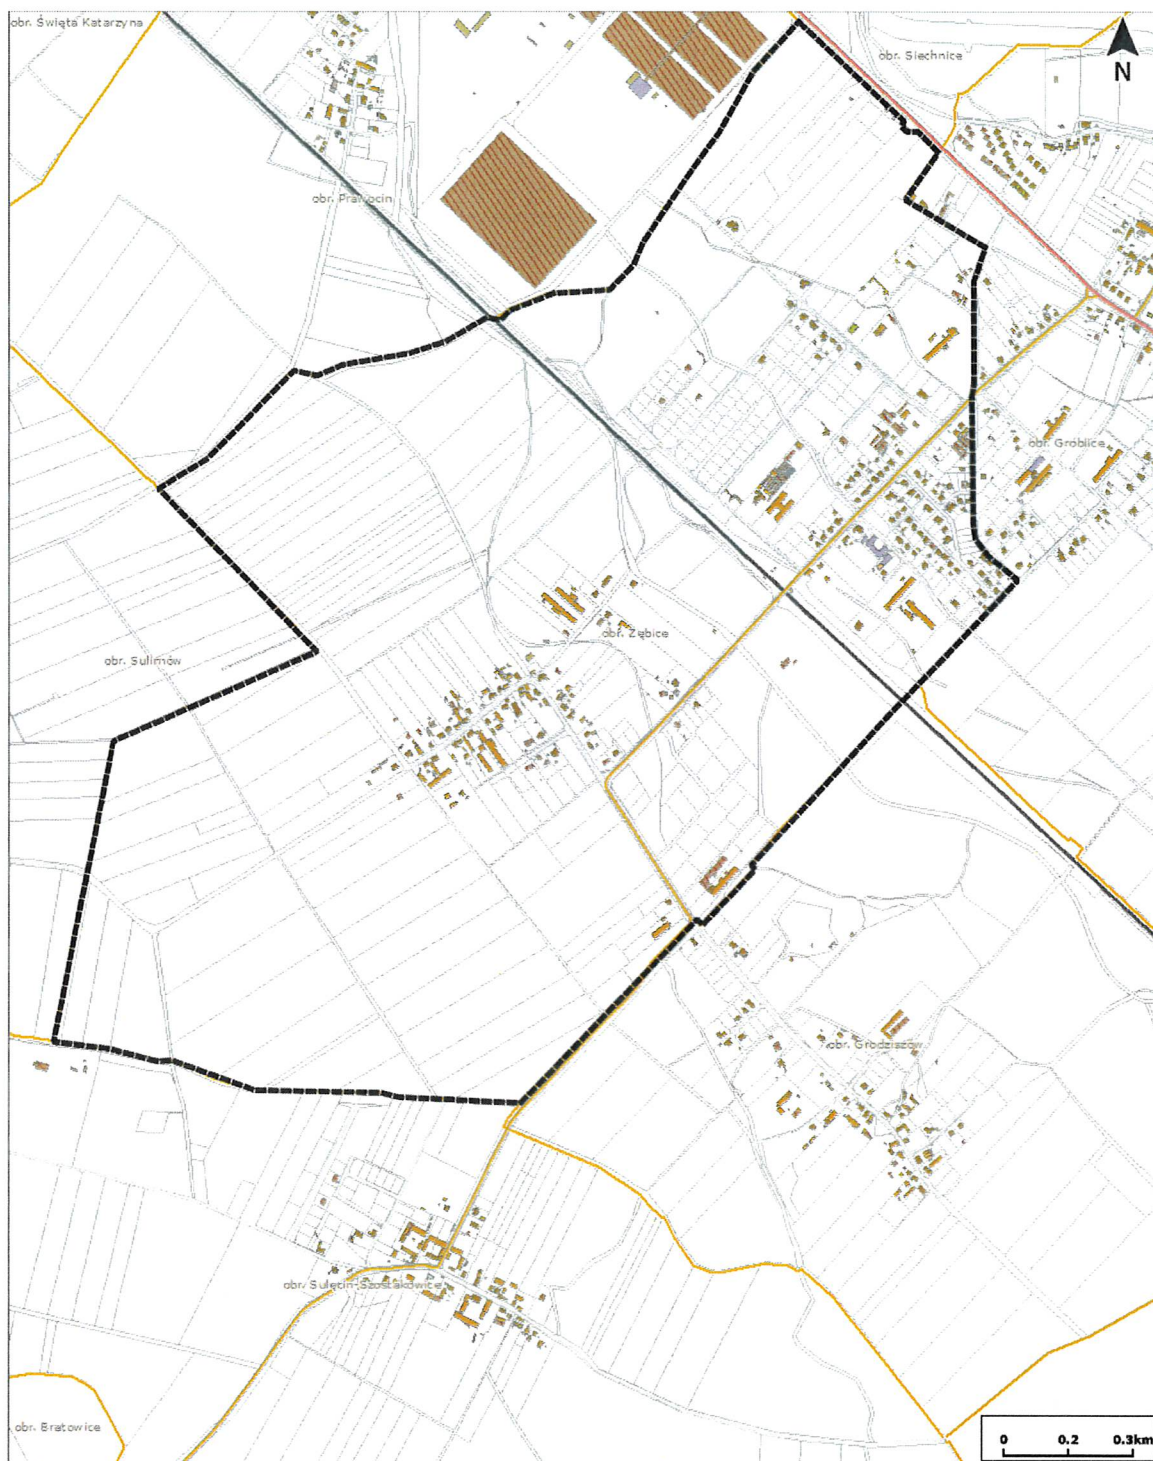 obr. Święta Katarzyna
obr. Siechnice
N
obr. Prawocin
obr. Groblice
obr. Zębice
obr. Sulimów
obr. Grodziszów
obr. Sulęcin-Szostakowice
obr. Bratowice
0 0.2 0.3km